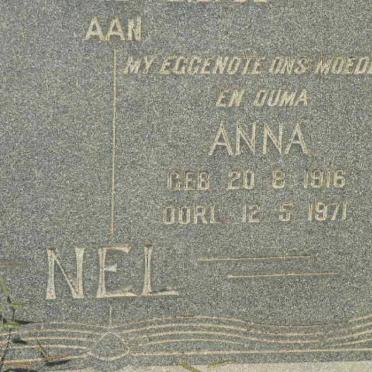 AAN
MY EGGENOTE ONS MOED
EN OUMA
ANNA
GEB 20 8 1916
OORL 12 5 1971
NEL